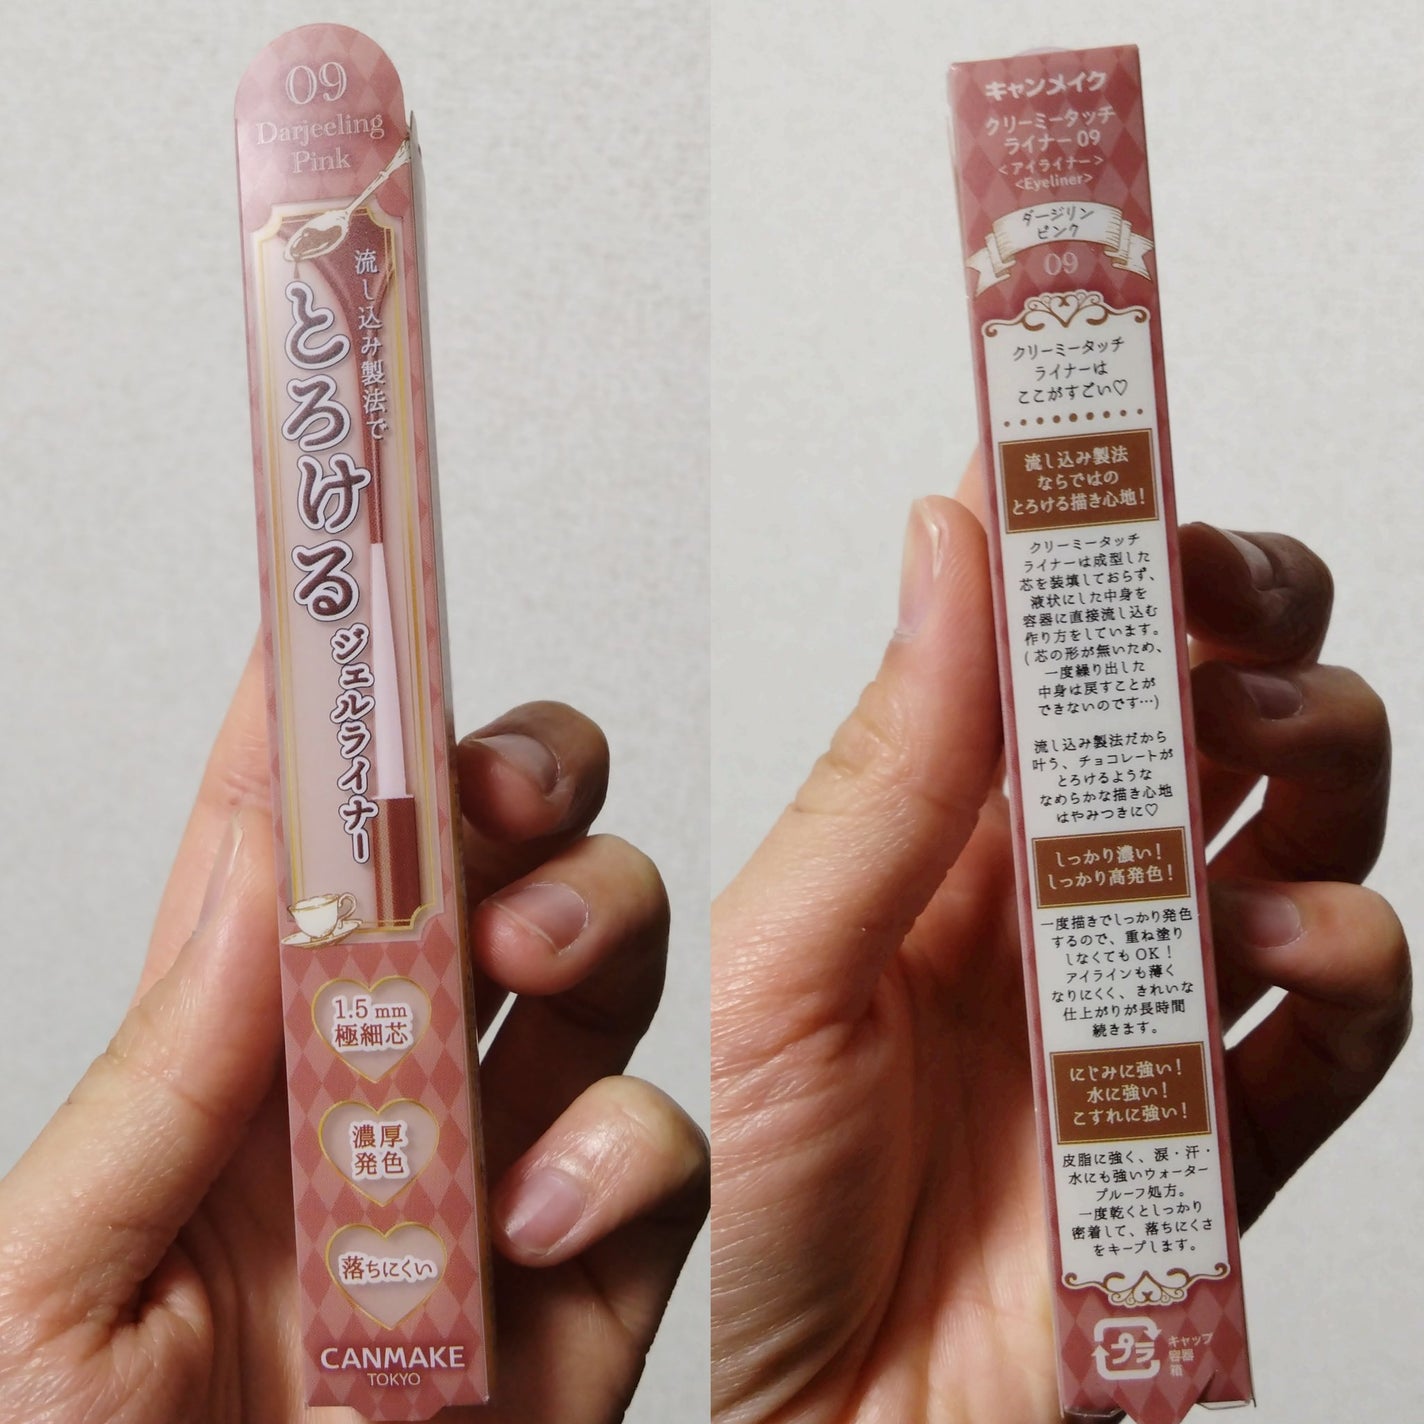 09
Darjeeling
Pink
流し込み製法で
とろける
ジェルライナー
1.5mm
極細芯
濃厚
発色
落ちにくい
CANMAKE
TOKYO
キャンメイク
クリーミータッチ
ライナー09
<アイライナー>
<Eyeliner>
ダージリン
ピンク
09
クリーミータッチ
ライナーは
ここがすごい♡
流し込み製法
ならではの
とろける描き心地！
クリーミータッチ
ライナーは成型した
芯を装填しておらず、
液状にした中身を
容器に直接流し込む
作り方をしています。
(芯の形が無いため、
一度繰り出した
中身は戻すことが
できないのです…)
流し込み製法だから
叶う、チョコレートが
とろけるような
なめらかな描き心地
はやみつきに♡
しっかり濃い！
しっかり高発色！
一度描きでしっかり発色
するので、重ね塗り
しなくてもOK！
アイラインも薄く
なりにくく、きれいな
仕上がりが長時間
続きます。
にじみに強い！
水に強い！
こすれに強い！
皮脂に強く、涙・汗・
水にも強いウォーター
プルーフ処方。
一度乾くとしっかり
密着して、落ちにくさ
をキープします。
プラ
キャップ
容器
箱